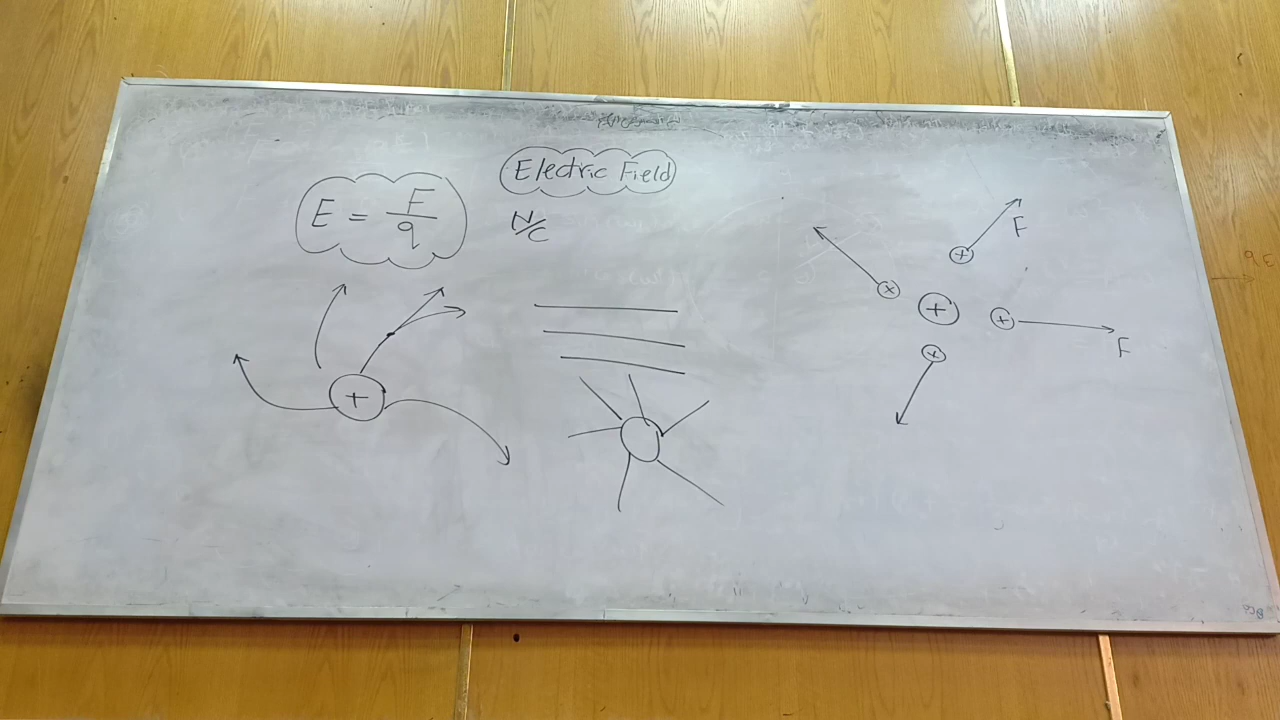 Electric Field
E = F/q
N/C
F
F
+
+
+
+
+
+